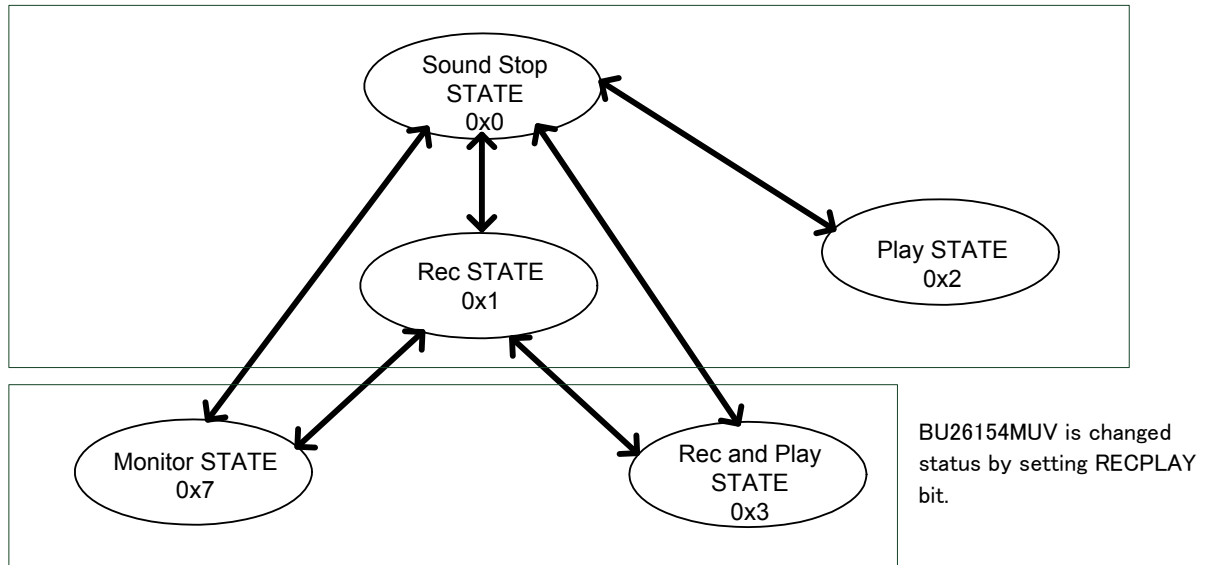 Sound Stop
STATE
0x0
Play STATE
0x2
Rec STATE
0x1
Monitor STATE
0x7
Rec and Play
STATE
0x3
BU26154MUV is changed
status by setting RECPLAY
bit.